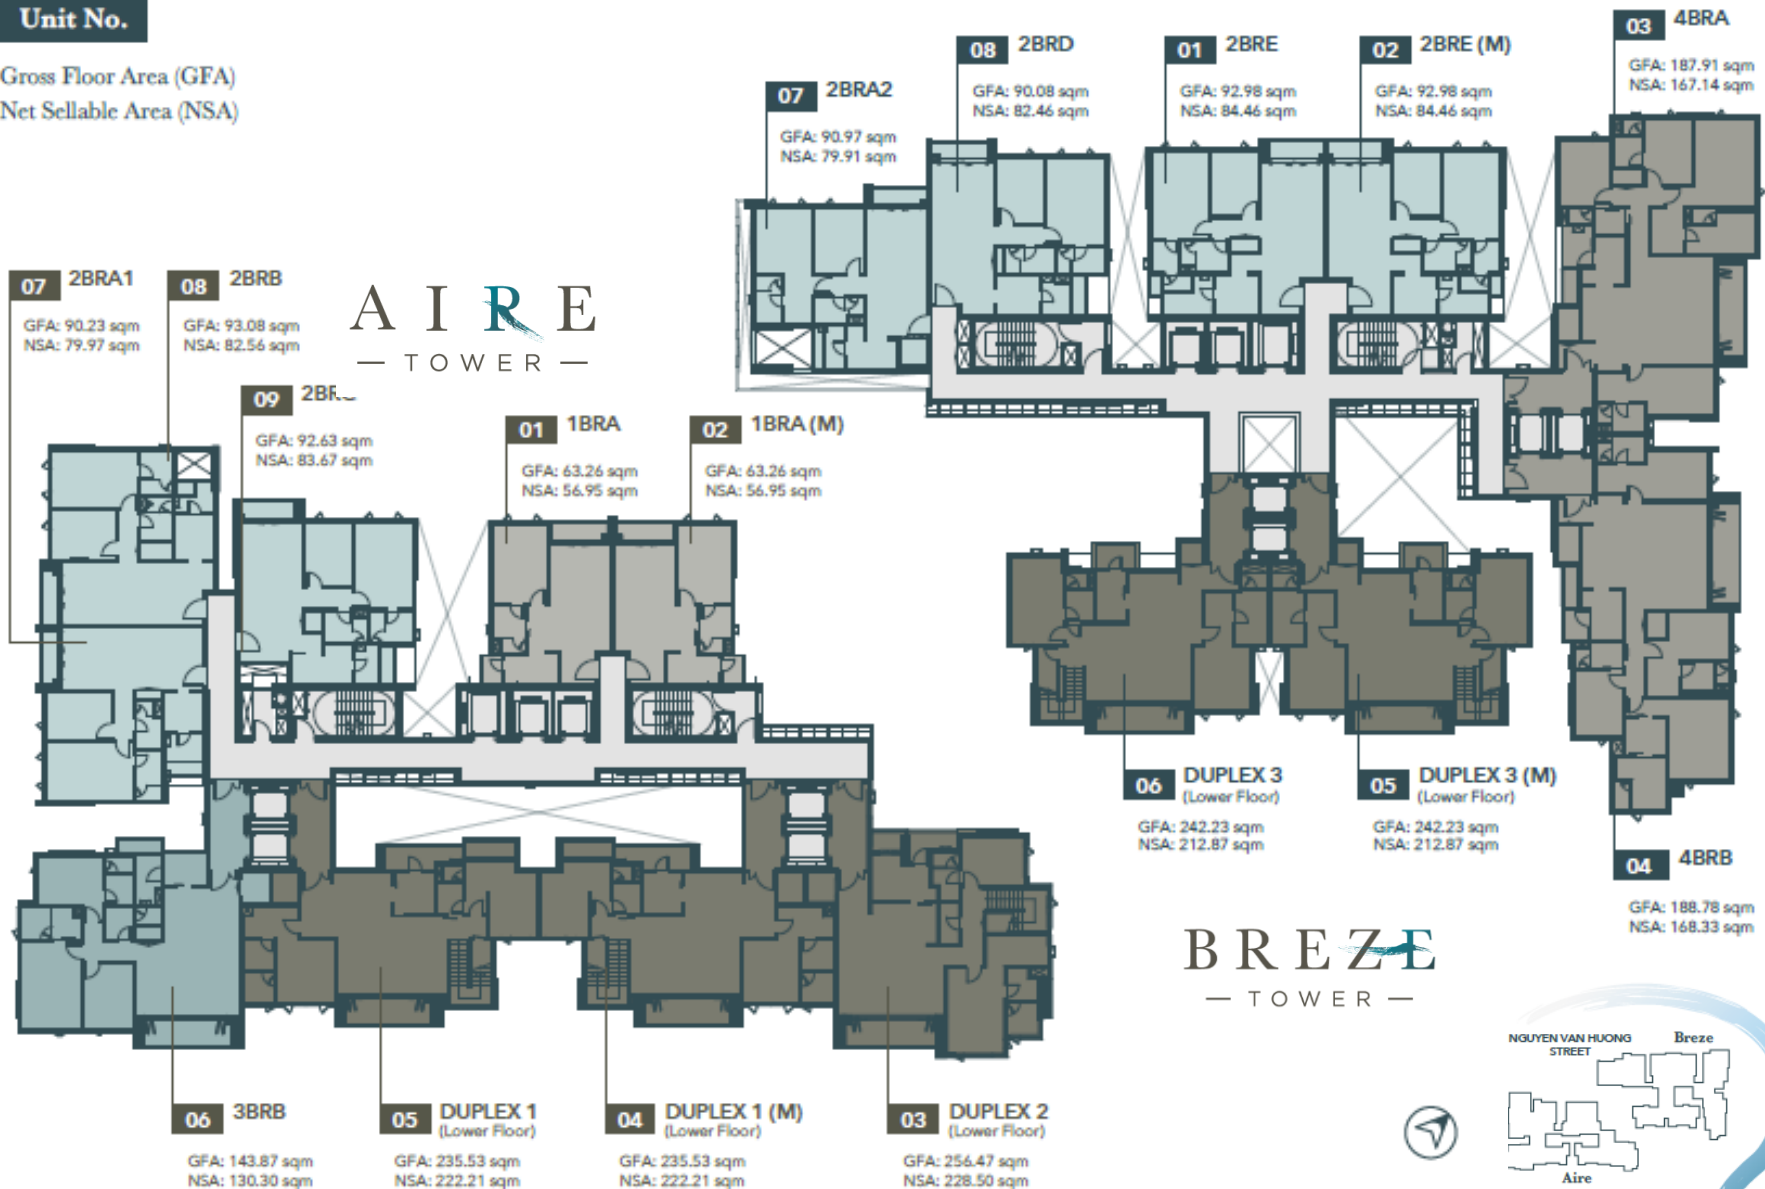 Unit No.
Gross Floor Area (GFA)
Net Sellable Area (NSA)
07 2BRA2
GFA: 90.97 sqm
NSA: 79.91 sqm
08 2BRD
GFA: 90.08 sqm
NSA: 82.46 sqm
01 2BRE
GFA: 92.98 sqm
NSA: 84.46 sqm
02 2BRE (M)
GFA: 92.98 sqm
NSA: 84.46 sqm
03 4BRA
GFA: 187.91 sqm
NSA: 167.14 sqm
07 2BRA1
GFA: 90.23 sqm
NSA: 79.97 sqm
08 2BRB
GFA: 93.08 sqm
NSA: 82.56 sqm
AIRE
TOWER
09
GFA: 92.63 sqm
NSA: 83.67 sqm
01 1BRA
GFA: 63.26 sqm
NSA: 56.95 sqm
02 1BRA (M)
GFA: 63.26 sqm
NSA: 56.95 sqm
06 DUPLEX 3
(Lower Floor)
GFA: 242.23 sqm
NSA: 212.87 sqm
05 DUPLEX 3 (M)
(Lower Floor)
GFA: 242.23 sqm
NSA: 212.87 sqm
04 4BRB
GFA: 188.78 sqm
NSA: 168.33 sqm
BREZE
TOWER
06 3BRB
GFA: 143.87 sqm
NSA: 130.30 sqm
05 DUPLEX 1
(Lower Floor)
GFA: 235.53 sqm
NSA: 222.21 sqm
04 DUPLEX 1 (M)
(Lower Floor)
GFA: 235.53 sqm
NSA: 222.21 sqm
03 DUPLEX 2
(Lower Floor)
GFA: 256.47 sqm
NSA: 228.50 sqm
NGUYEN VAN HUONG
STREET
Breze
Aire